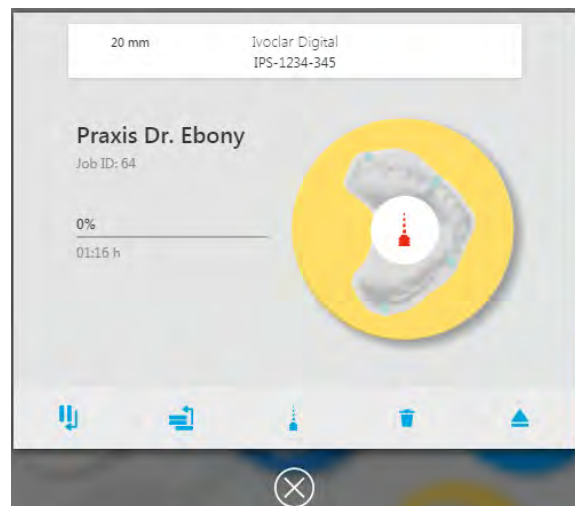 20 mm
Ivoclar Digital
IPS-1234-345
Praxis Dr. Ebony
Job ID: 64
0%
01:16 h